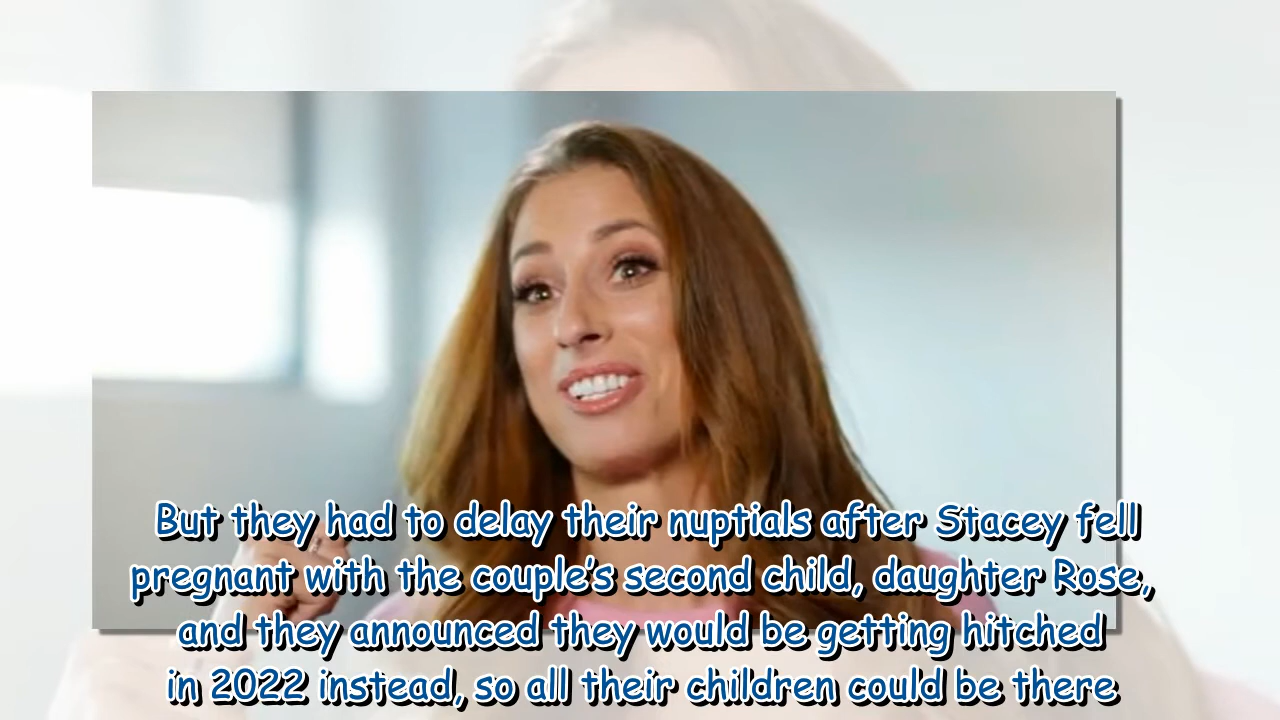 But they had to delay their nuptials after Stacey fell
pregnant with the couple's second child, daughter Rose,
and they announced they would be getting hitched
in 2022 instead, so all their children could be there